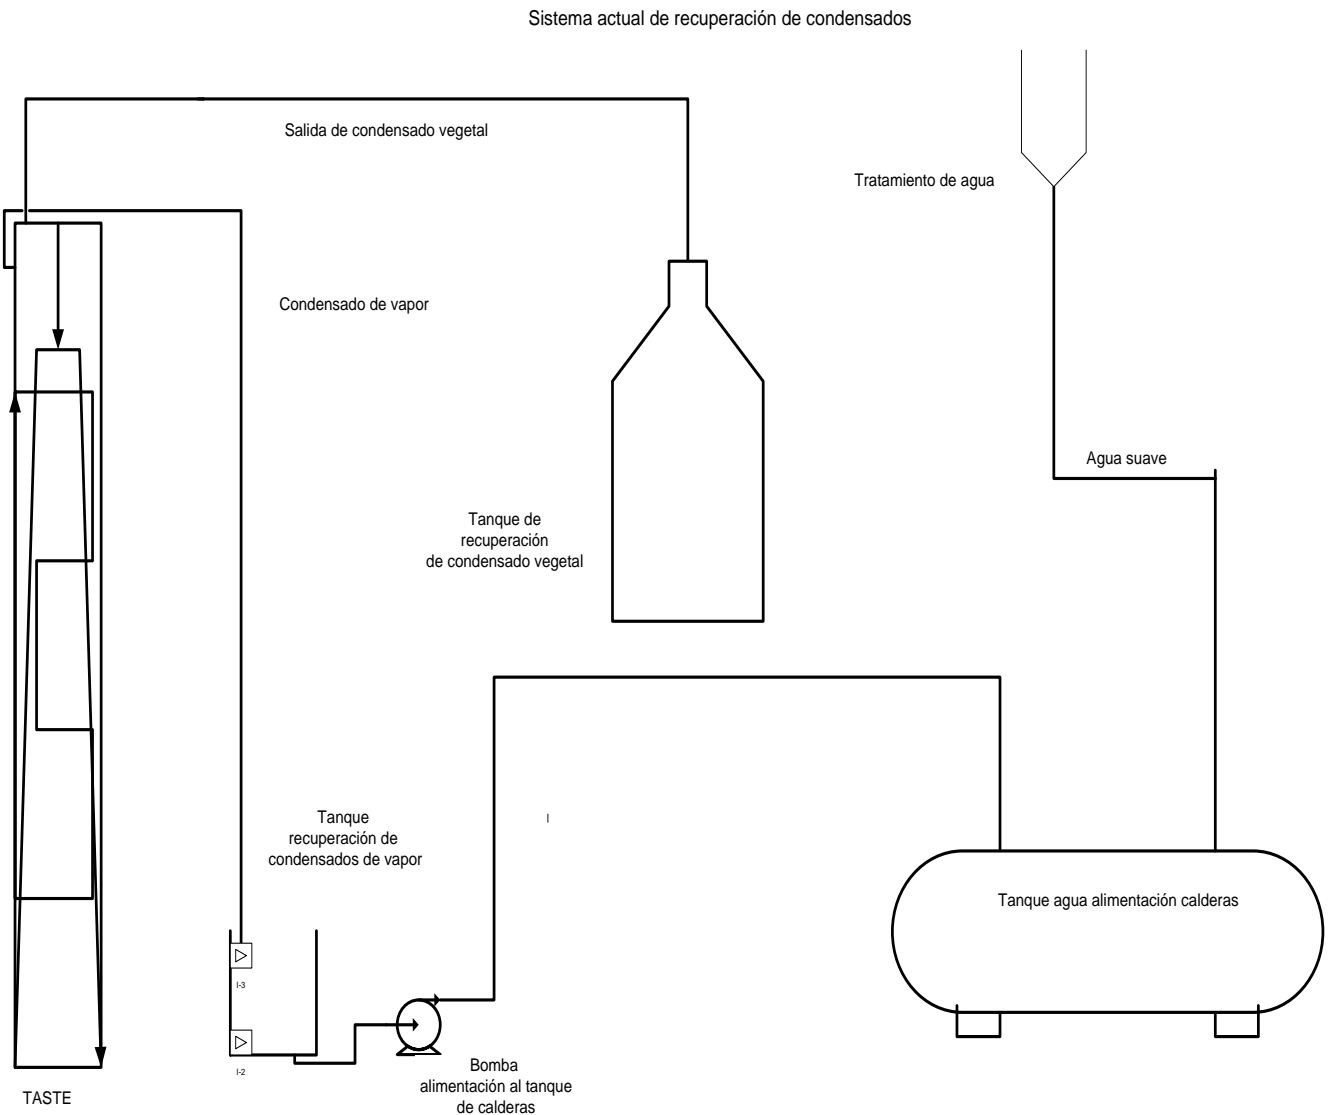 Sistema actual de recuperación de condensados
Salida de condensado vegetal
Tratamiento de agua
Condensado de vapor
Agua suave
Tanque de
recuperación
de condensado vegetal
Tanque
recuperación de
condensados de vapor
I
Tanque agua alimentación calderas
I-3
I-2
Bomba
alimentación al tanque
de calderas
TASTE